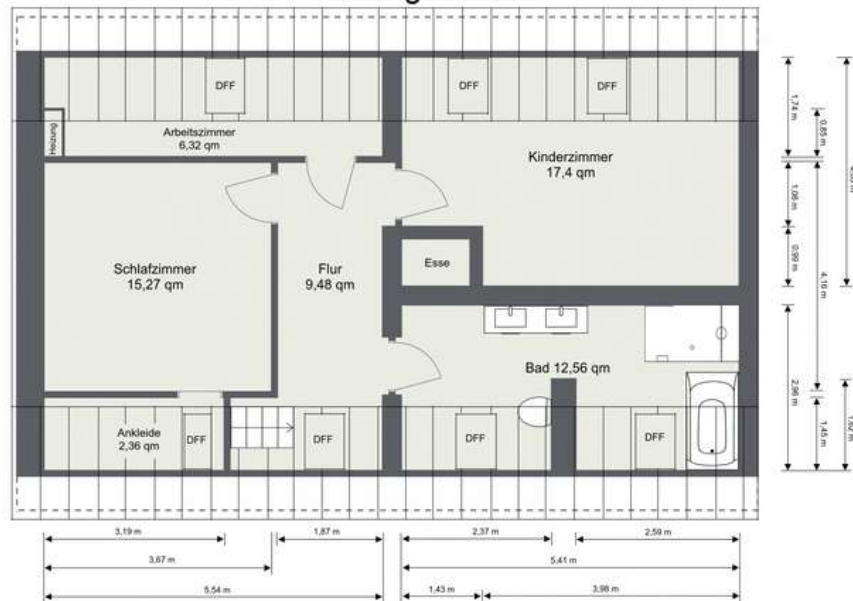 DFF
DFF
DFF
Heizung
Arbeitszimmer
6,32 qm
Kinderzimmer
17,4 qm
Esse
Schlafzimmer
15,27 qm
Flur
9,48 qm
Bad 12,56 qm
Ankleide
2,36 qm
DFF
DFF
DFF
DFF
1,74 m
0,85 m
1,06 m
0,99 m
4,16 m
2,96 m
1,45 m
1,62 m
3,19 m
1,87 m
2,37 m
2,59 m
3,67 m
5,41 m
5,54 m
1,43 m
3,98 m